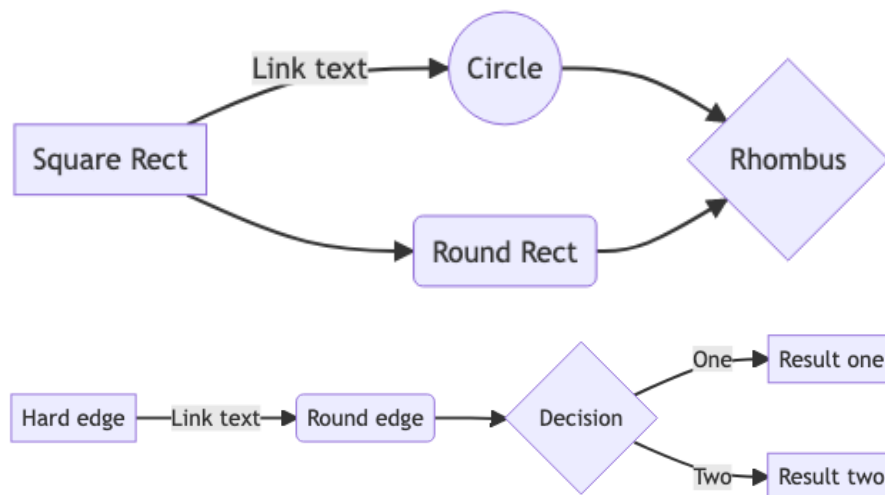 Link text
Circle
Square Rect
Rhombus
Round Rect
One
Result one
Hard edge
Link text
Round edge
Decision
Two
Result two